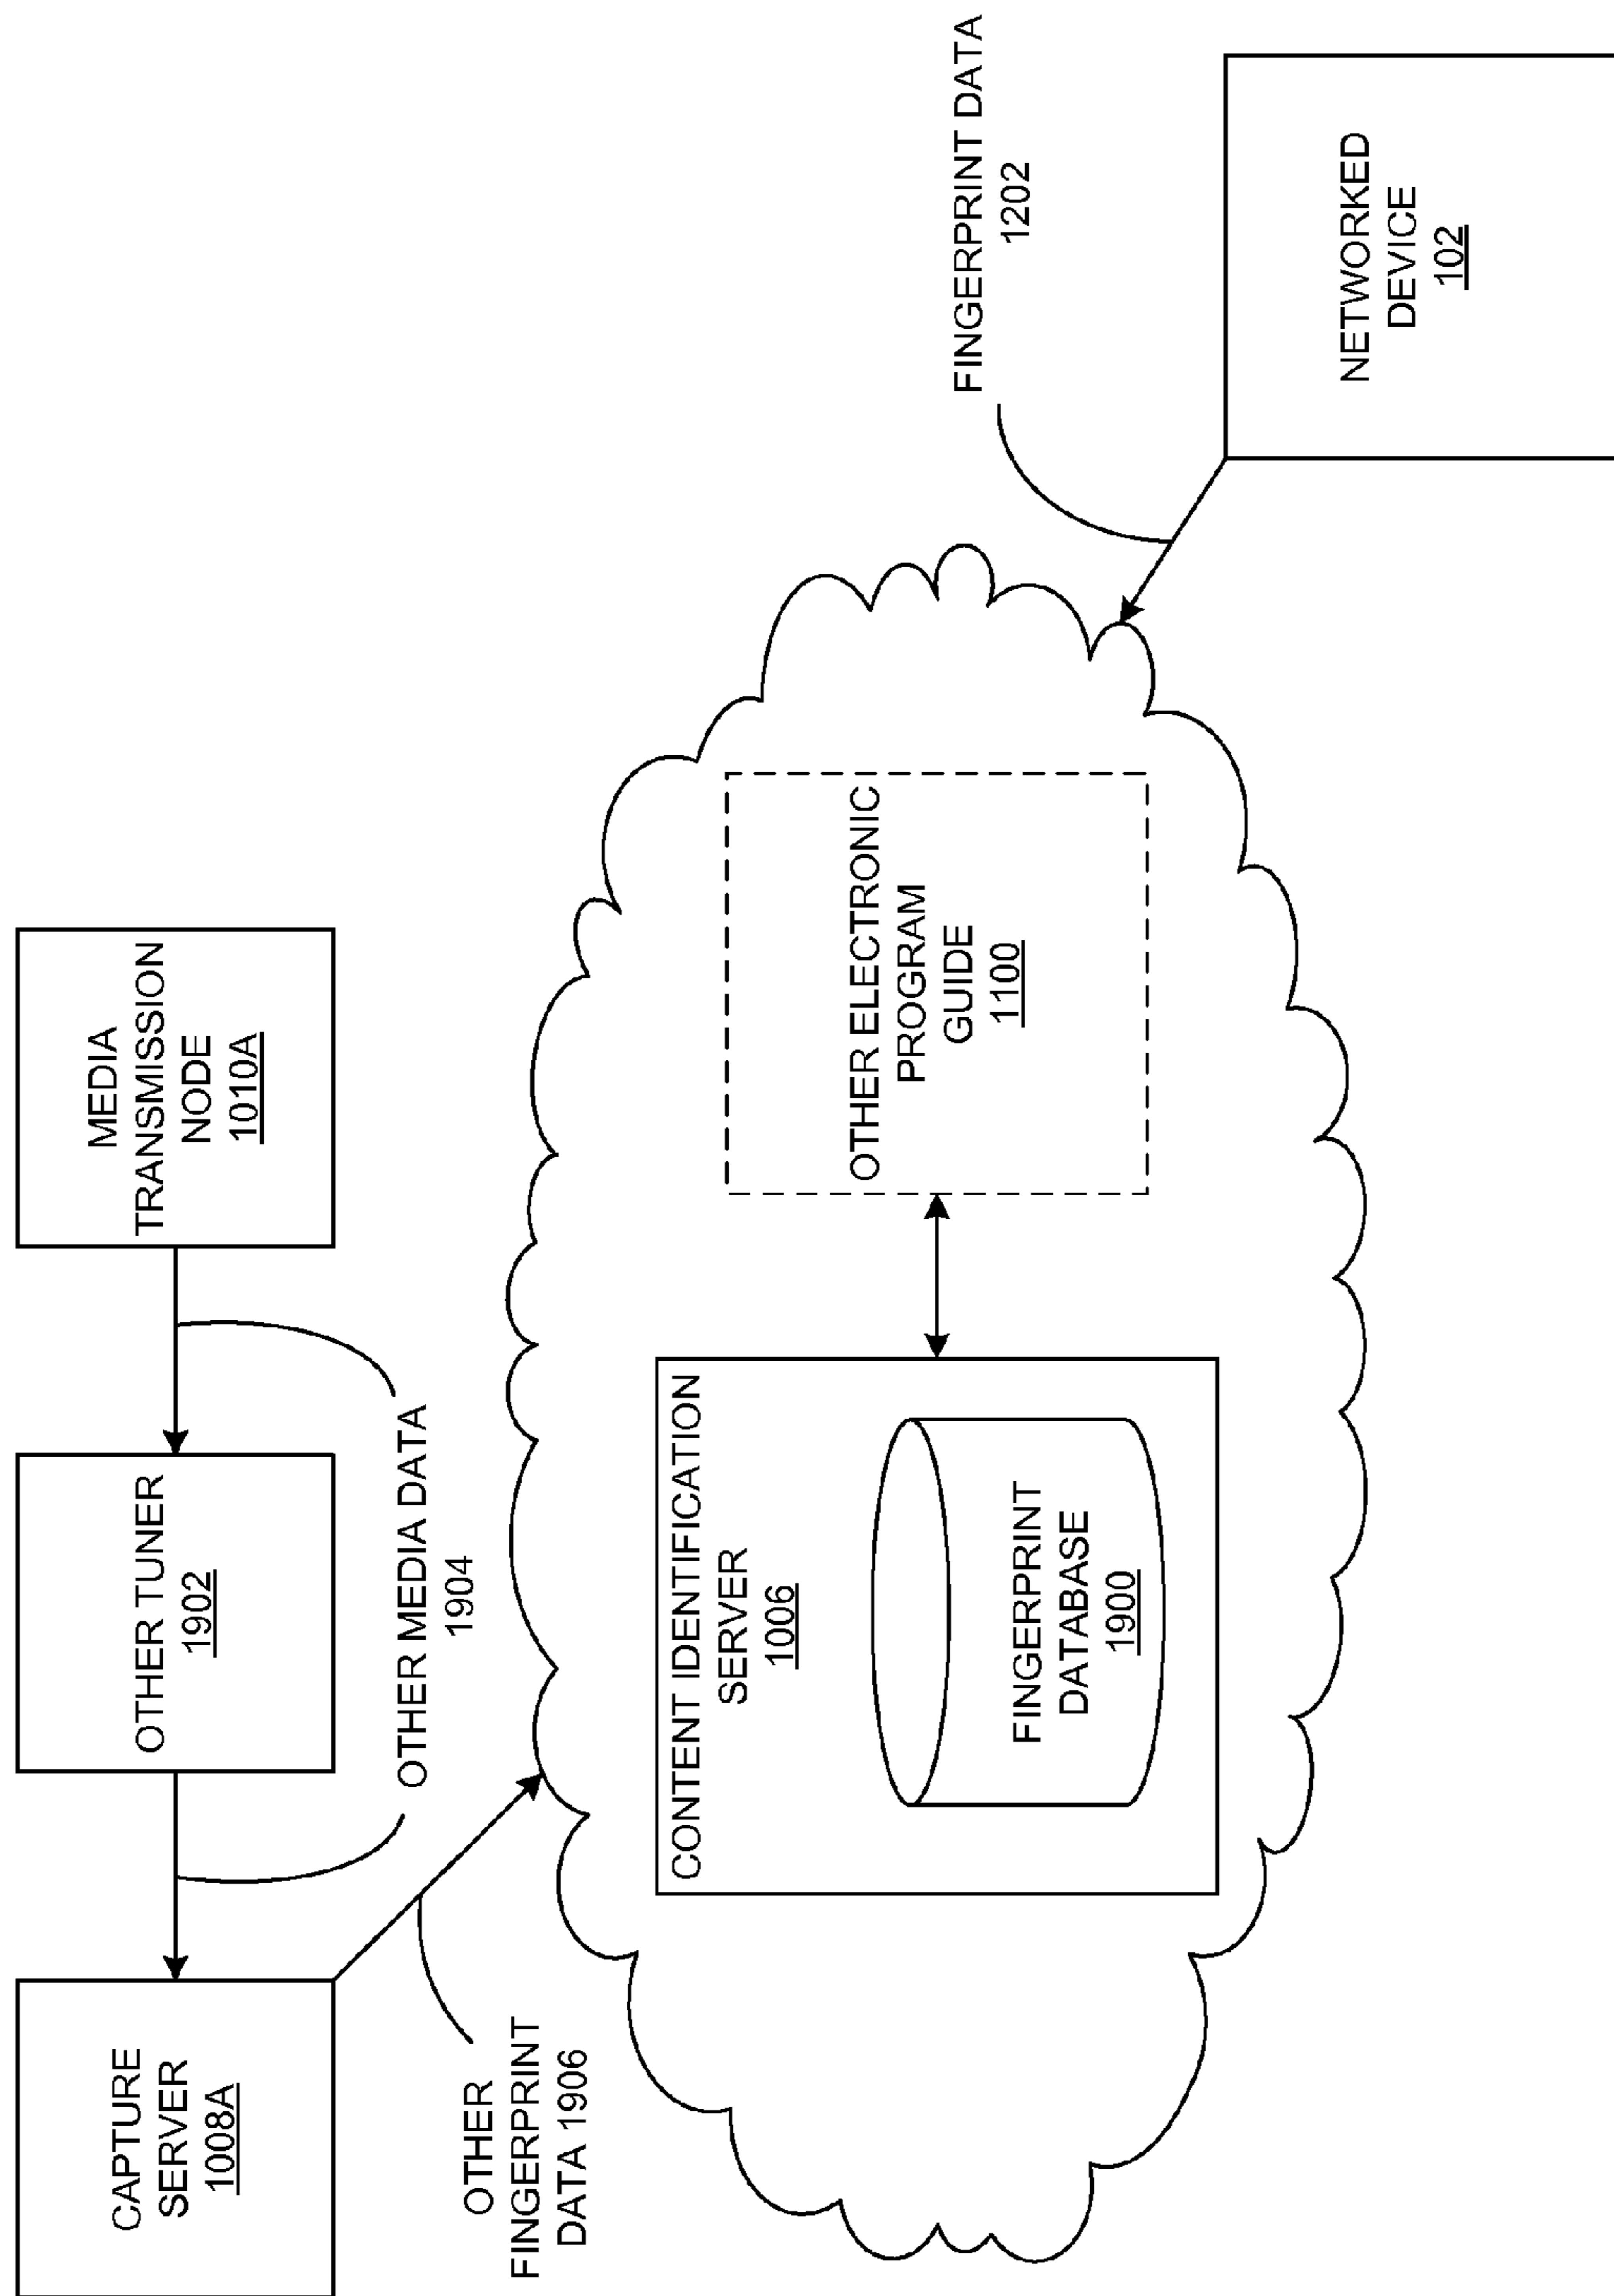 CAPTURE
SERVER
1008A
OTHER TUNER
1902
MEDIA
TRANSMISSION
NODE
1010A
OTHER MEDIA DATA
1904
OTHER
FINGERPRINT
DATA 1906
CONTENT IDENTIFICATION
SERVER
1006
FINGERPRINT
DATABASE
1900
OTHER ELECTRONIC
PROGRAM
GUIDE
1100
FINGERPRINT DATA
1202
NETWORKED
DEVICE
102